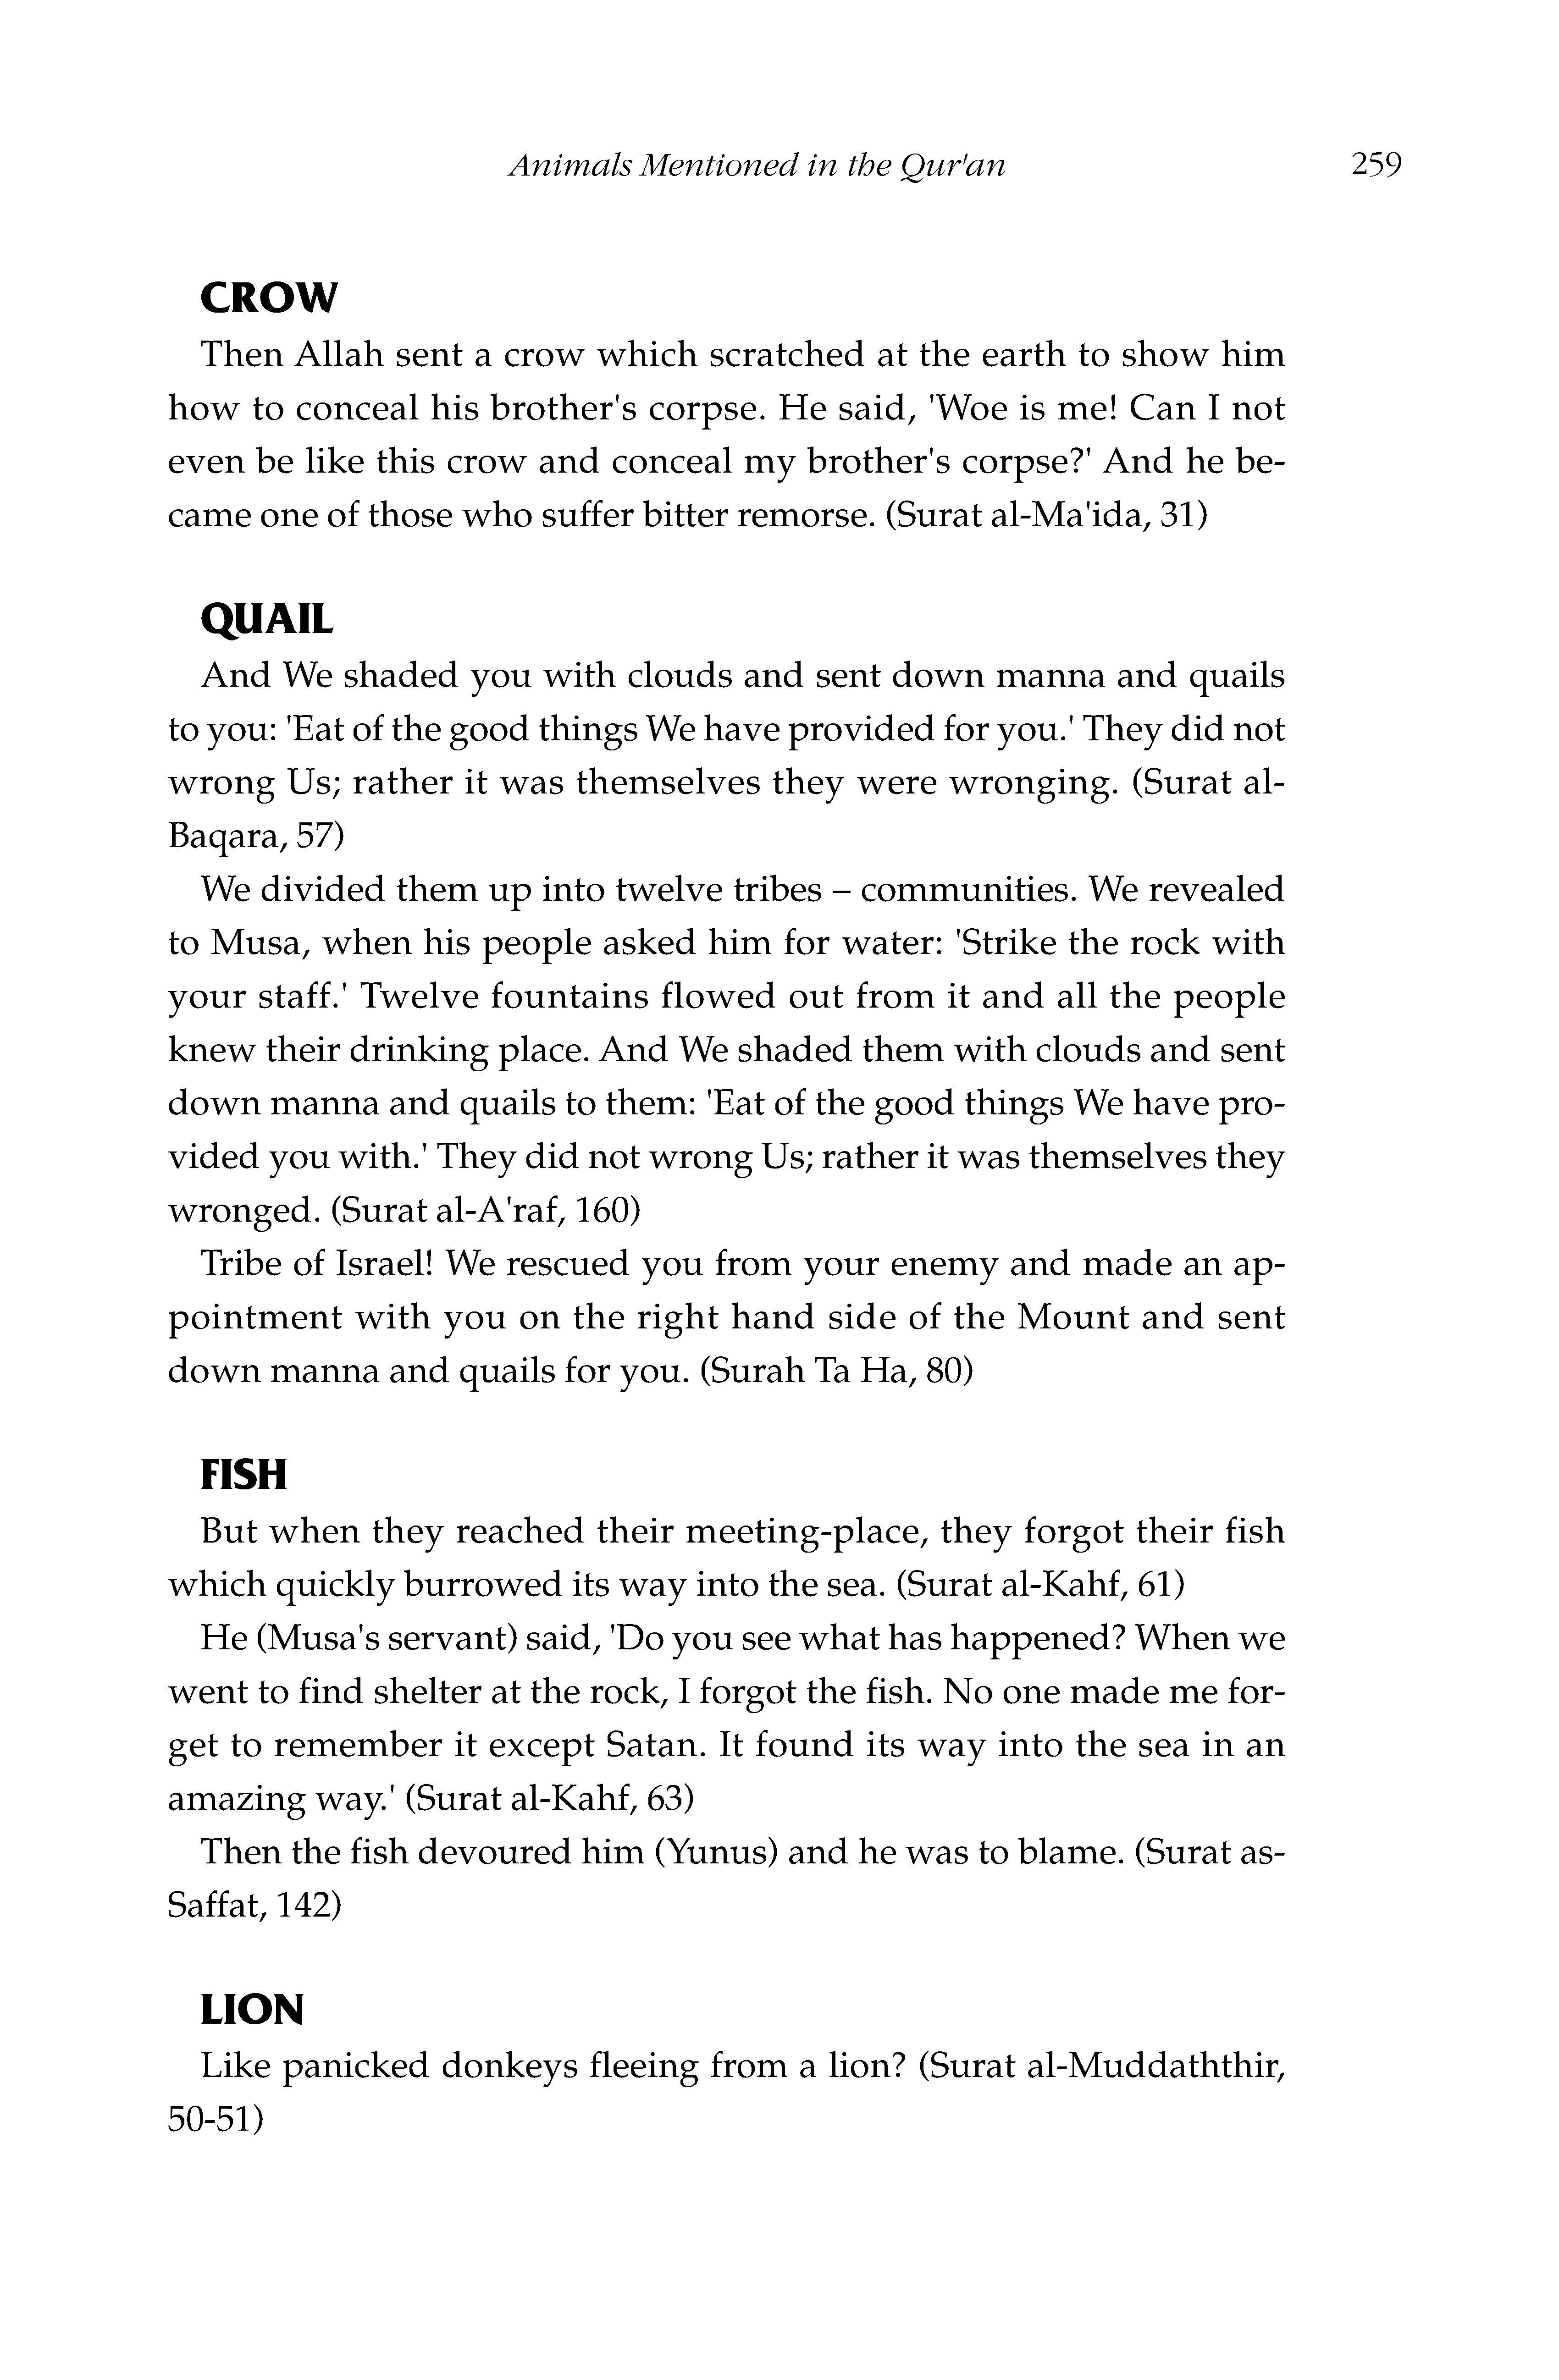 Animals Mentioned in the Qur'an 259
CROW
Then Allah sent a crow which scratched at the earth to show him
how to conceal his brother's corpse. He said, 'Woe is me! Can I not
even be like this crow and conceal my brother's corpse?' And he be-
came one of those who suffer bitter remorse. (Surat al-Ma'ida, 31)
QUAIL
And We shaded you with clouds and sent down manna and quails
to you: 'Eat of the good things We have provided for you.' They did not
wrong Us; rather it was themselves they were wronging. (Surat al-
Baqara, 57)
We divided them up into twelve tribes – communities. We revealed
to Musa, when his people asked him for water: 'Strike the rock with
your staff.' Twelve fountains flowed out from it and all the people
knew their drinking place. And We shaded them with clouds and sent
down manna and quails to them: 'Eat of the good things We have pro-
vided you with.' They did not wrong Us; rather it was themselves they
wronged. (Surat al-A'raf, 160)
Tribe of Israel! We rescued you from your enemy and made an ap-
pointment with you on the right hand side of the Mount and sent
down manna and quails for you. (Surah Ta Ha, 80)
FISH
But when they reached their meeting-place, they forgot their fish
which quickly burrowed its way into the sea. (Surat al-Kahf, 61)
He (Musa's servant) said, 'Do you see what has happened? When we
went to find shelter at the rock, I forgot the fish. No one made me for-
get to remember it except Satan. It found its way into the sea in an
amazing way.' (Surat al-Kahf, 63)
Then the fish devoured him (Yunus) and he was to blame. (Surat as-
Saffat, 142)
LION
Like panicked donkeys fleeing from a lion? (Surat al-Muddaththir,
50-51)